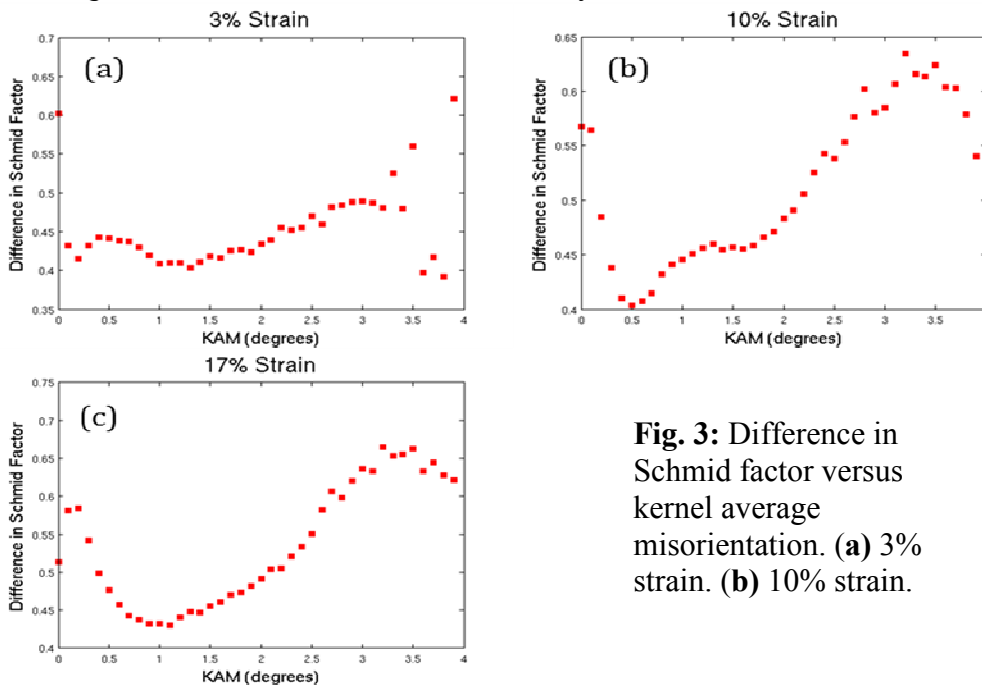 3% Strain
(a)
Difference in Schmid Factor
0.7
0.65
0.6
0.55
0.5
0.45
0.4
0.35
0 0.5 1 1.5 2 2.5 3 3.5 4
KAM (degrees)
10% Strain
(b)
Difference in Schmid Factor
0.65
0.6
0.55
0.5
0.45
0.4
0 0.5 1 1.5 2 2.5 3 3.5
KAM (degrees)
17% Strain
(c)
Difference in Schmid Factor
0.75
0.7
0.65
0.6
0.55
0.5
0.45
0.4
0 0.5 1 1.5 2 2.5 3 3.5 4
KAM (degrees)
Fig. 3: Difference in
Schmid factor versus
kernel average
misorientation. (a) 3%
strain. (b) 10% strain.